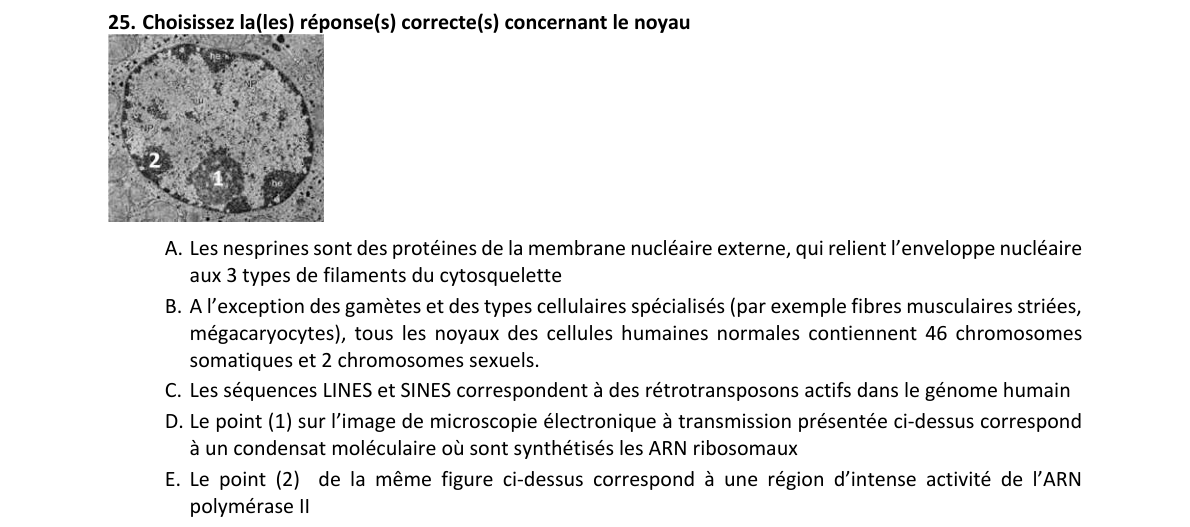 25. Choisissez la(les) réponse(s) correcte(s) concernant le noyau
he
NP
u
NP
2
1
he
A. Les nesprines sont des protéines de la membrane nucléaire externe, qui relient l’enveloppe nucléaire
aux 3 types de filaments du cytosquelette
B. A l’exception des gamètes et des types cellulaires spécialisés (par exemple fibres musculaires striées,
mégacaryocytes), tous les noyaux des cellules humaines normales contiennent 46 chromosomes
somatiques et 2 chromosomes sexuels.
C. Les séquences LINES et SINES correspondent à des rétrotransposons actifs dans le génome humain
D. Le point (1) sur l’image de microscopie électronique à transmission présentée ci-dessus correspond
à un condensat moléculaire où sont synthétisés les ARN ribosomaux
E. Le point (2) de la même figure ci-dessus correspond à une région d’intense activité de l’ARN
polymérase II